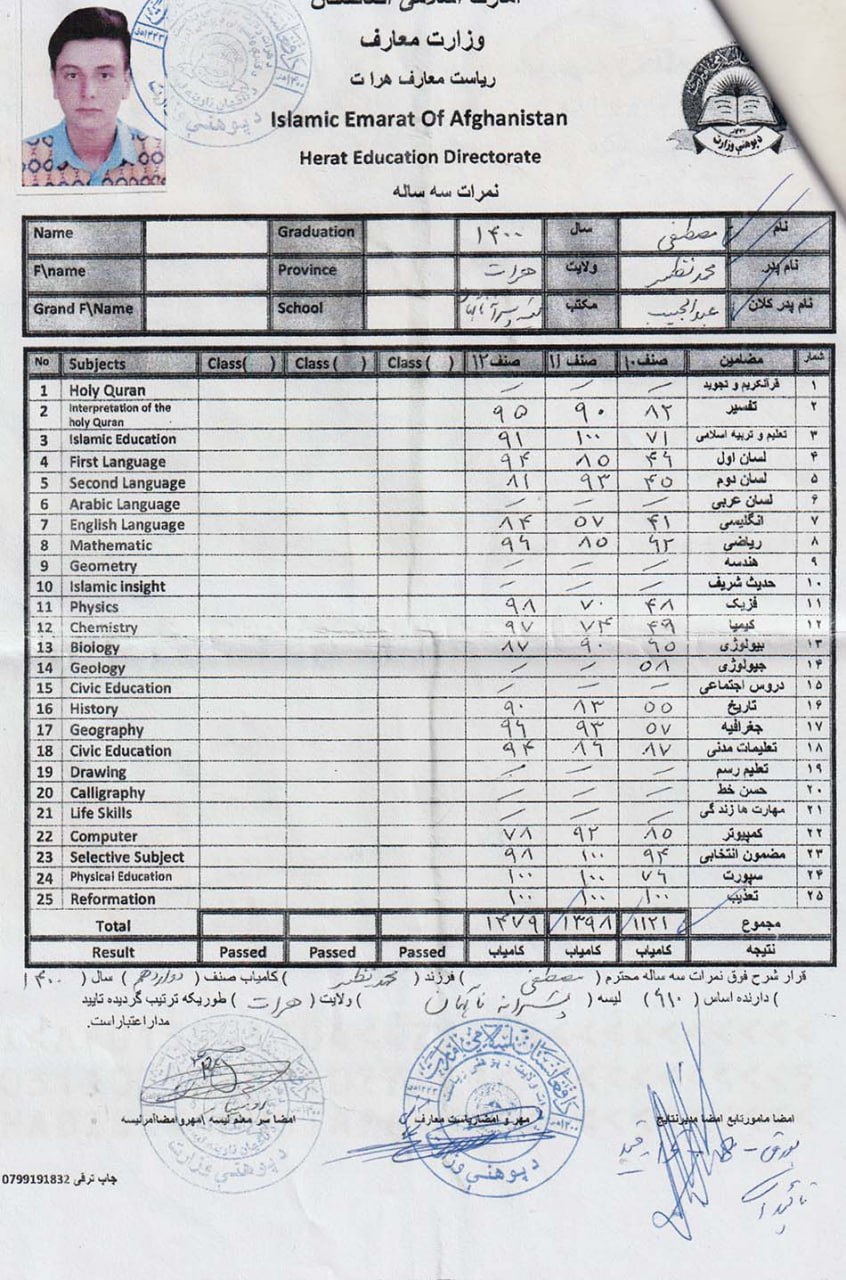 امارت اسلامی افغانستان
وزارت معارف
ریاست معارف هرات
Islamic Emarat Of Afghanistan
Herat Education Directorate
نمرات سه ساله
د پوهنې وزارت
Name Graduation ۱۴۰۰ سال مصطفی نام
F\name Province هرات ولایت محمد نظیر نام پدر
Grand F\Name School مکتب عبدالمجیب نام پدر کلان
No Subjects Class( ) Class ( ) Class ( ) صنف ۱۲ صنف ۱۱ صنف ۱۰ مضامین شمار
1 Holy Quran — — — قرآنکریم و تجوید ۱
2 Interpretation of the holy Quran ۹۵ ۹۰ ۸۲ تفسیر ۲
3 Islamic Education ۹۱ ۱۰۰ ۷۱ تعلیم و تربیه اسلامی ۳
4 First Language ۹۴ ۸۵ ۴۶ لسان اول ۴
5 Second Language ۸۱ ۹۳ ۴۵ لسان دوم ۵
6 Arabic Language — — — لسان عربی ۶
7 English Language ۸۴ ۵۷ ۴۱ انگلیسی ۷
8 Mathematic ۹۶ ۸۵ ۶۲ ریاضی ۸
9 Geometry — — — هندسه ۹
10 Islamic insight — — — حدیث شریف ۱۰
11 Physics ۹۸ ۷۰ ۴۸ فزیک ۱۱
12 Chemistry ۹۷ ۷۴ ۴۹ کیمیا ۱۲
13 Biology ۸۷ ۹۰ ۶۵ بیولوژی ۱۳
14 Geology — — ۵۸ جیولوژی ۱۴
15 Civic Education — — — دروس اجتماعی ۱۵
16 History ۹۰ ۸۳ ۵۵ تاریخ ۱۶
17 Geography ۹۶ ۹۳ ۵۷ جغرافیه ۱۷
18 Civic Education ۹۴ ۸۶ ۸۷ تعلیمات مدنی ۱۸
19 Drawing — — — تعلیم رسم ۱۹
20 Calligraphy — — — حسن خط ۲۰
21 Life Skills — — — مهارت ها زندگی ۲۱
22 Computer ۷۸ ۹۲ ۸۵ کمپیوتر ۲۲
23 Selective Subject ۹۸ ۱۰۰ ۹۴ مضمون انتخابی ۲۳
24 Physical Education ۱۰۰ ۱۰۰ ۷۶ سپورت ۲۴
25 Reformation ۱۰۰ ۱۰۰ ۱۰۰ تعذیب ۲۵
Total ۱۴۷۹ ۱۳۹۸ ۱۱۲۱ مجموع
Result Passed Passed Passed کامیاب کامیاب کامیاب نتیجه
قرار شرح فوق نمرات سه ساله محترم ( مصطفی ) فرزند ( محمد نظیر ) کامیاب صنف ( دوازدهم ) سال ( ۱۴۰۰
) دارنده اساس ( ۶۱۰ ) لیسه ( ) ولایت ( هرات ) طوریکه ترتیب گردیده تایید
مدار اعتبار است.
امضا مامور تابع امضا مدیر نتایج مهر و امضا ریاست معارف امضا سر معلم لیسه امهر و امضا آمر لیسه
د پوهنې وزارت
چاپ ترقی 0799191832